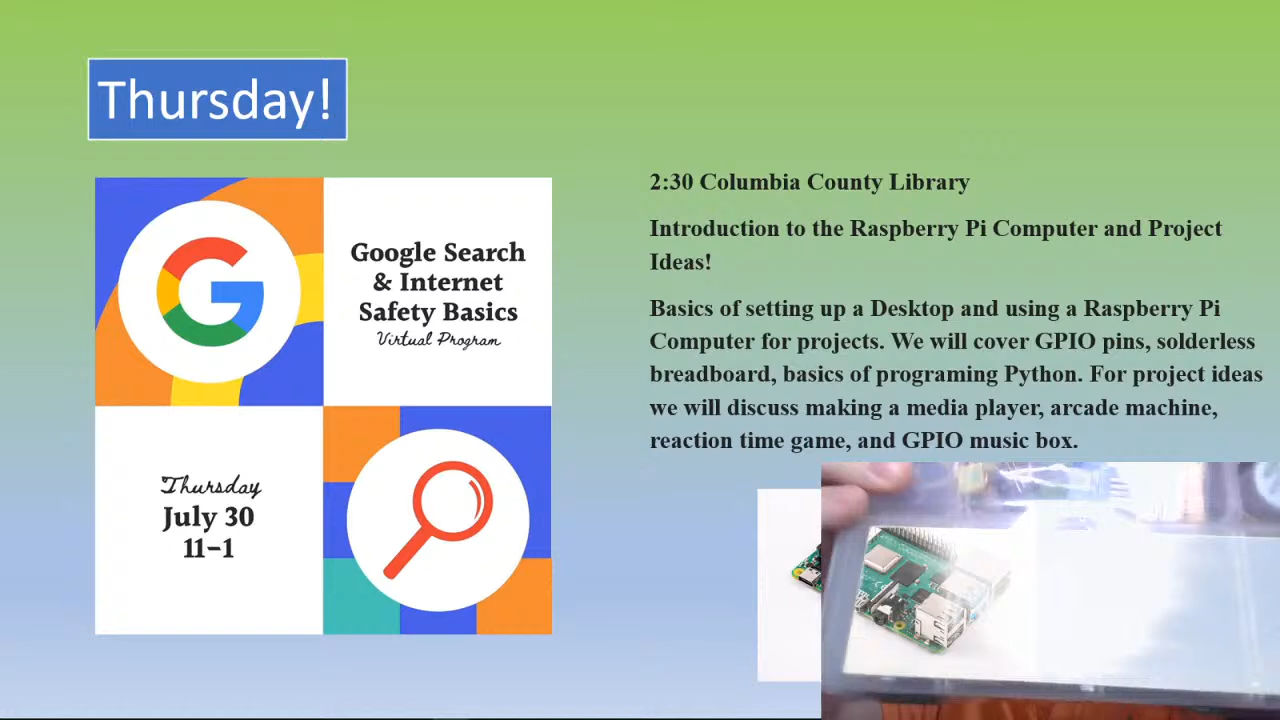 Thursday!
Google Search
& Internet
Safety Basics
Virtual Program
Thursday
July 30
11–1
2:30 Columbia County Library
Introduction to the Raspberry Pi Computer and Project
Ideas!
Basics of setting up a Desktop and using a Raspberry Pi
Computer for projects. We will cover GPIO pins, solderless
breadboard, basics of programing Python. For project ideas
we will discuss making a media player, arcade machine,
reaction time game, and GPIO music box.